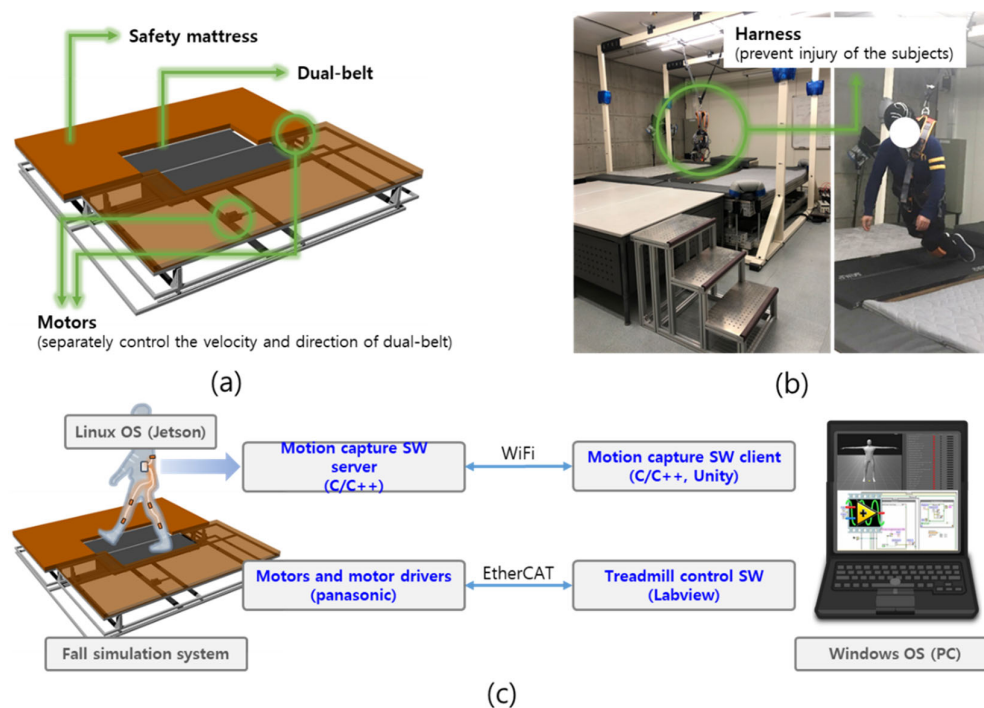 Safety mattress
Dual-belt
Motors
(separately control the velocity and direction of dual-belt)
(a)
Harness
(prevent injury of the subjects)
(b)
Linux OS (Jetson)
Motion capture SW
server
(C/C++)
WiFi
Motion capture SW client
(C/C++, Unity)
Motors and motor drivers
(panasonic)
EtherCAT
Treadmill control SW
(Labview)
Fall simulation system
Windows OS (PC)
(c)